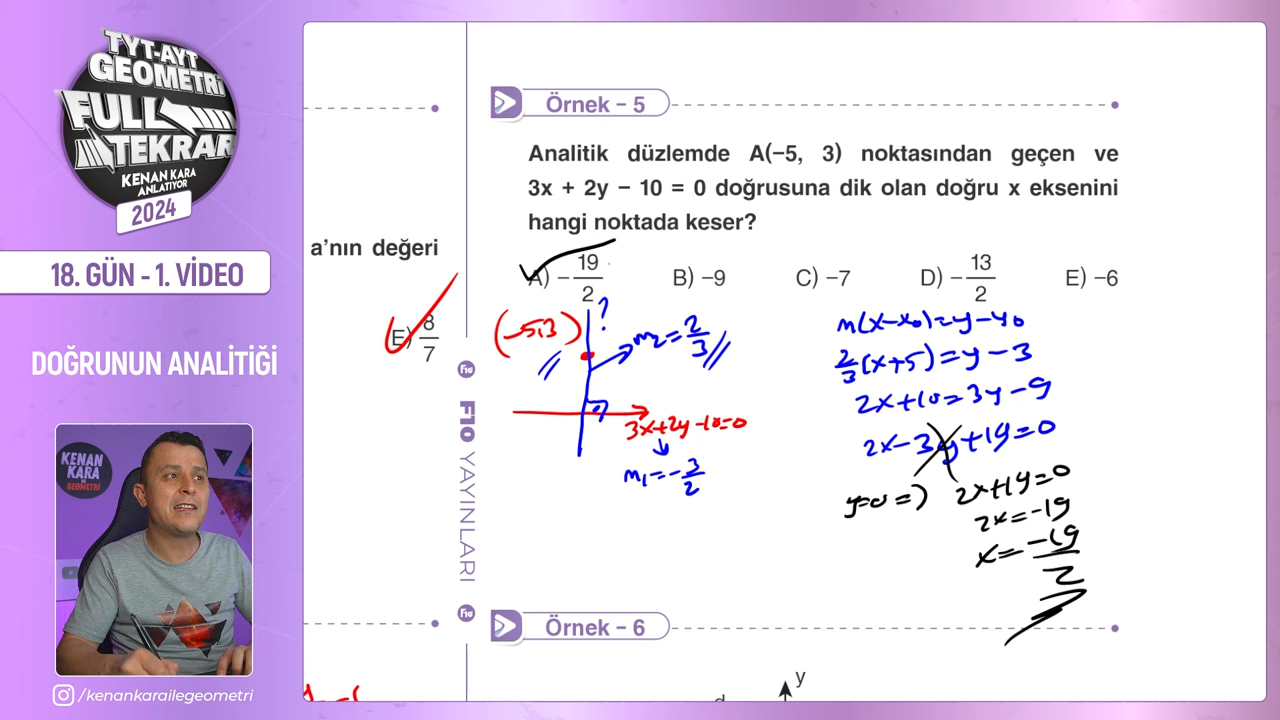 TYT-AYT
GEOMETRİ
FULL
TEKRAR
KENAN KARA
ANLATIYOR
2024
18. GÜN - 1. VİDEO
DOĞRUNUN ANALİTİĞİ
KENAN
KARA
GEOMETRİ
/kenankarailegeometri
a'nın değeri
E) 8/7
F10
F10 YAYINLARI
F10
Örnek – 5
Analitik düzlemde A(–5, 3) noktasından geçen ve
3x + 2y – 10 = 0 doğrusuna dik olan doğru x eksenini
hangi noktada keser?
A) –19/2 B) –9 C) –7 D) –13/2 E) –6
(-5,3)
?
m2=2/3
3x+2y-10=0
m1=-3/2
m(x-x0)=y-y0
2/3(x+5)=y-3
2x+10=3y-9
2x-3y+19=0
y=0=) 2x+19=0
2x=-19
x=-19/2
Örnek – 6
y
d